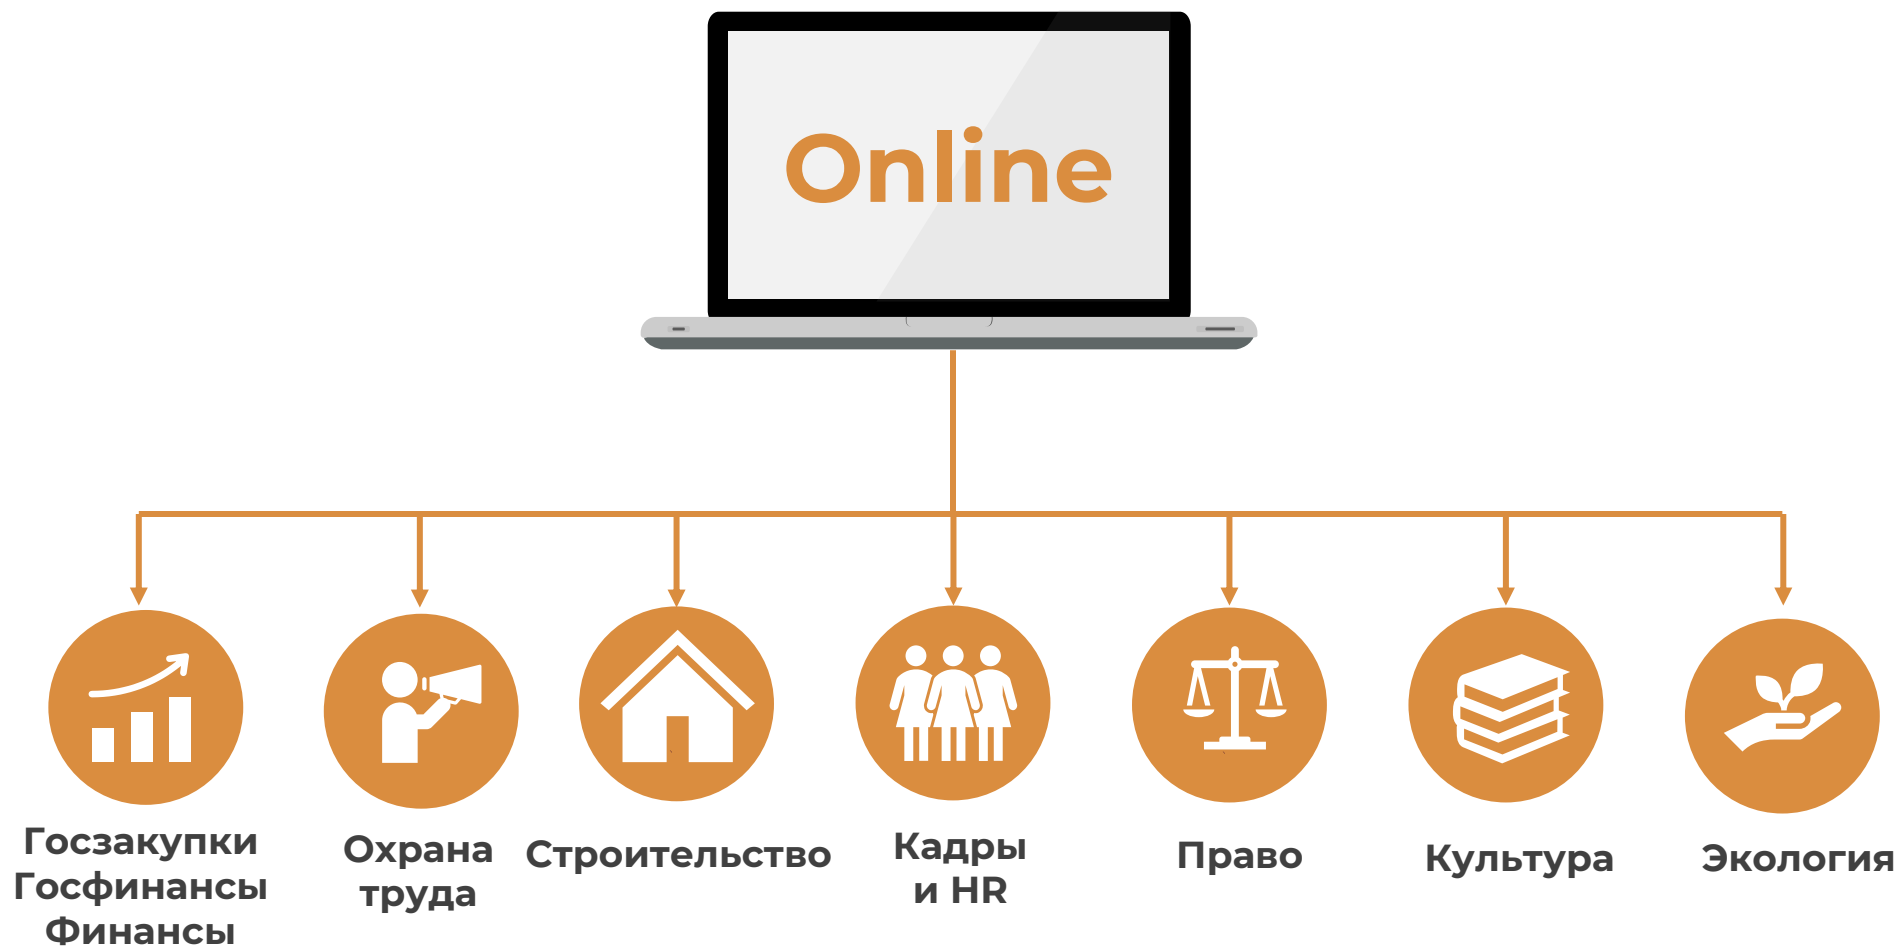 Online
Госзакупки
Госфинансы
Финансы
Охрана
труда
Строительство
Кадры
и HR
Право
Культура
Экология